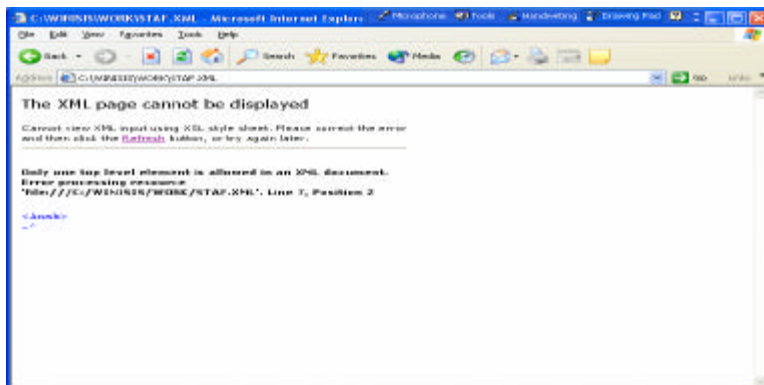 C:\WINISIS\WORK\STAF.XML - Microsoft Internet Explorer Microphone Tools Handwriting Drawing Pad
File Edit View Favorites Tools Help
Back Search Favorites Media
Address C:\WINISIS\WORK\STAF.XML Go Links
The XML page cannot be displayed
Cannot view XML input using XSL style sheet. Please correct the error
and then click the Refresh button, or try again later.
Only one top level element is allowed in an XML document.
Error processing resource
'file:///C:/WINISIS/WORK/STAF.XML'. Line 7, Position 2
-^